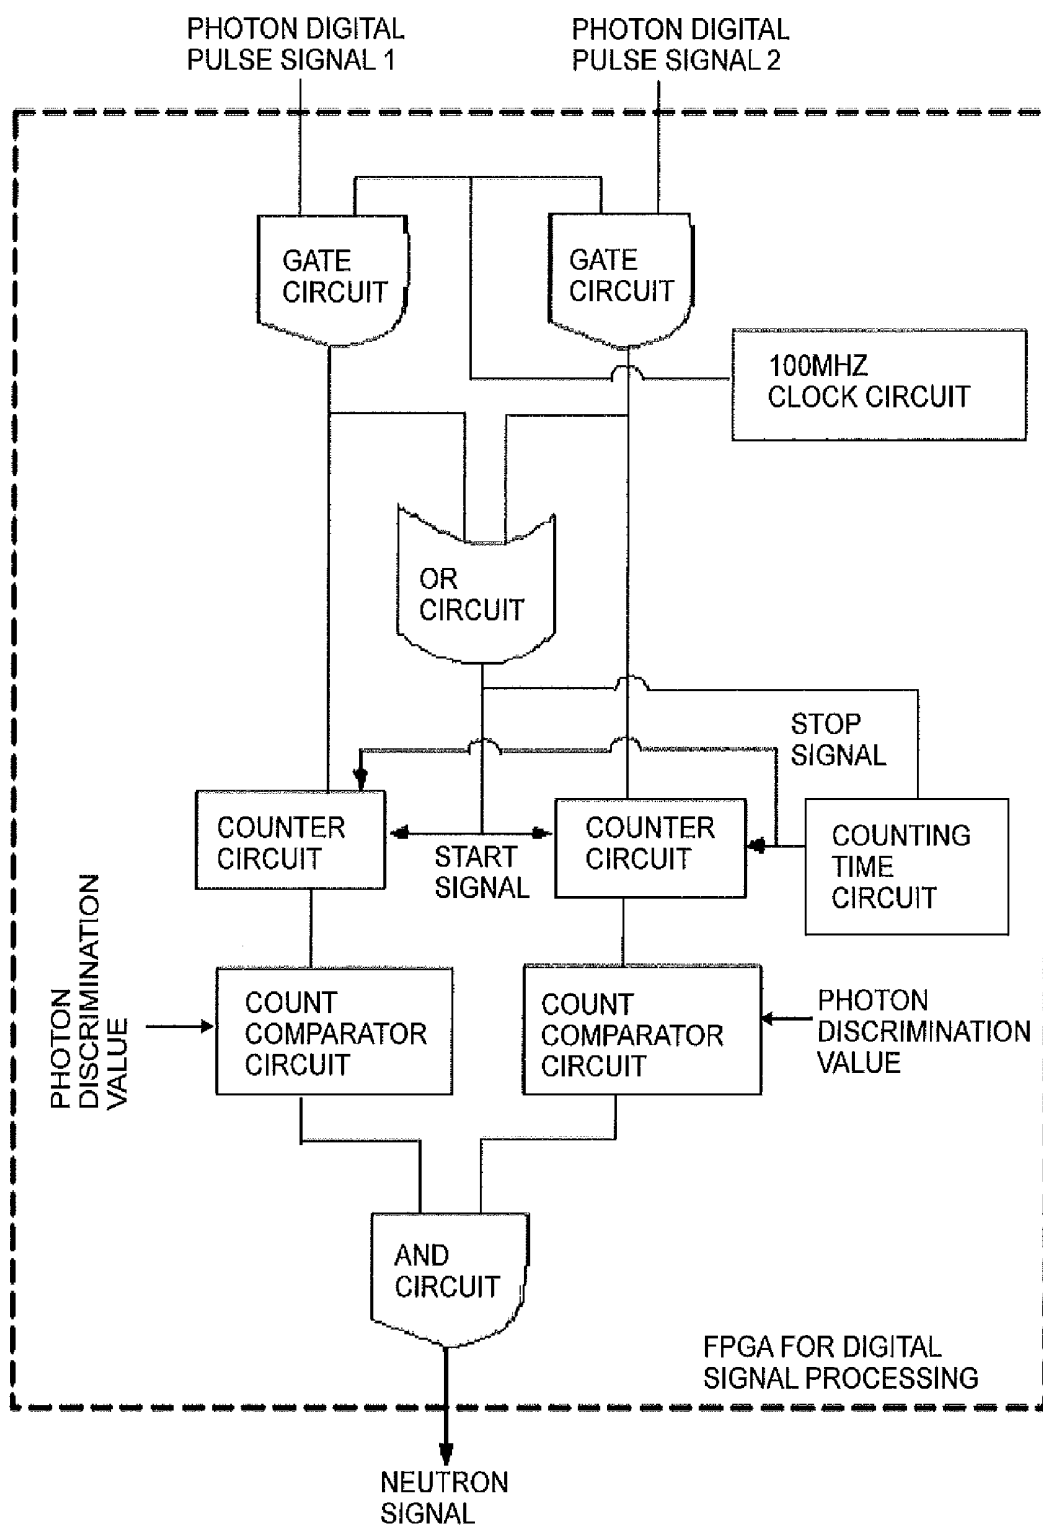 PHOTON DIGITAL
PULSE SIGNAL 1
PHOTON DIGITAL
PULSE SIGNAL 2
GATE
CIRCUIT
GATE
CIRCUIT
100MHZ
CLOCK CIRCUIT
OR
CIRCUIT
STOP
SIGNAL
COUNTER
CIRCUIT
START
SIGNAL
COUNTER
CIRCUIT
COUNTING
TIME
CIRCUIT
PHOTON
DISCRIMINATION
VALUE
COUNT
COMPARATOR
CIRCUIT
COUNT
COMPARATOR
CIRCUIT
PHOTON
DISCRIMINATION
VALUE
AND
CIRCUIT
FPGA FOR DIGITAL
SIGNAL PROCESSING
NEUTRON
SIGNAL